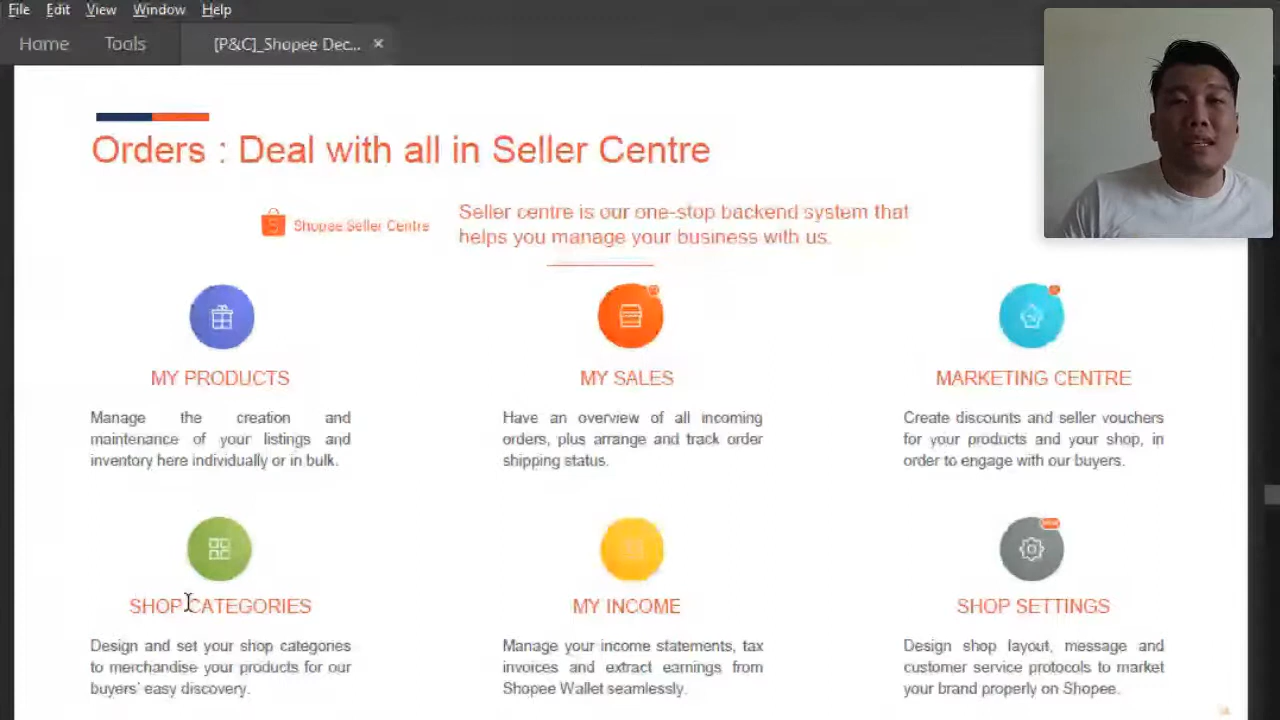 File Edit View Window Help
Home Tools [P&C]_Shopee Dec... ×
Orders : Deal with all in Seller Centre
Shopee Seller Centre
Seller centre is our one-stop backend system that
helps you manage your business with us.
MY PRODUCTS
Manage the creation and
maintenance of your listings and
inventory here individually or in bulk.
MY SALES
Have an overview of all incoming
orders, plus arrange and track order
shipping status.
MARKETING CENTRE
Create discounts and seller vouchers
for your products and your shop, in
order to engage with our buyers.
SHOP CATEGORIES
Design and set your shop categories
to merchandise your products for our
buyers' easy discovery.
MY INCOME
Manage your income statements, tax
invoices and extract earnings from
Shopee Wallet seamlessly.
SHOP SETTINGS
Design shop layout, message and
customer service protocols to market
your brand properly on Shopee.